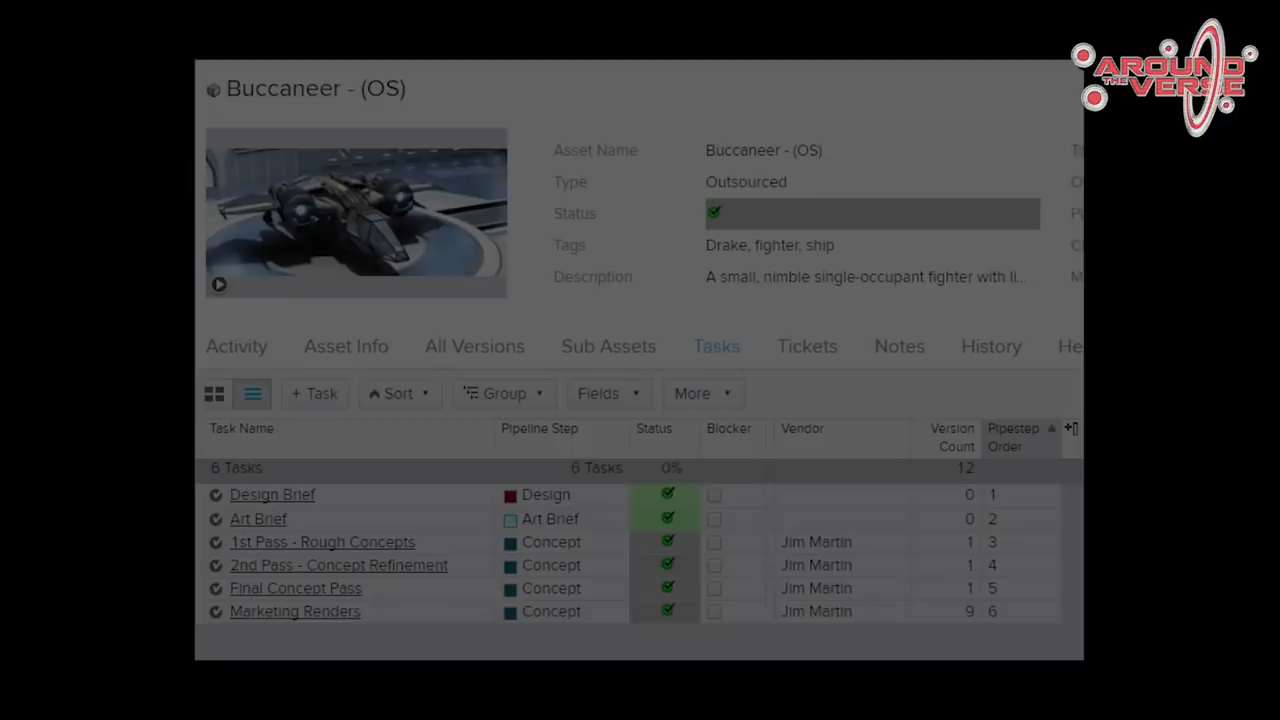 AROUND
THE VERSE
Buccaneer - (OS)
Asset Name Buccaneer - (OS)
Type Outsourced
Status
Tags Drake, fighter, ship
Description A small, nimble single-occupant fighter with li...
Activity Asset Info All Versions Sub Assets Tasks Tickets Notes History He
+ Task Sort Group Fields More
Task Name Pipeline Step Status Blocker Vendor Version Count Pipestep Order
6 Tasks 6 Tasks 0% 12
Design Brief Design 0 1
Art Brief Art Brief 0 2
1st Pass - Rough Concepts Concept Jim Martin 1 3
2nd Pass - Concept Refinement Concept Jim Martin 1 4
Final Concept Pass Concept Jim Martin 1 5
Marketing Renders Concept Jim Martin 9 6